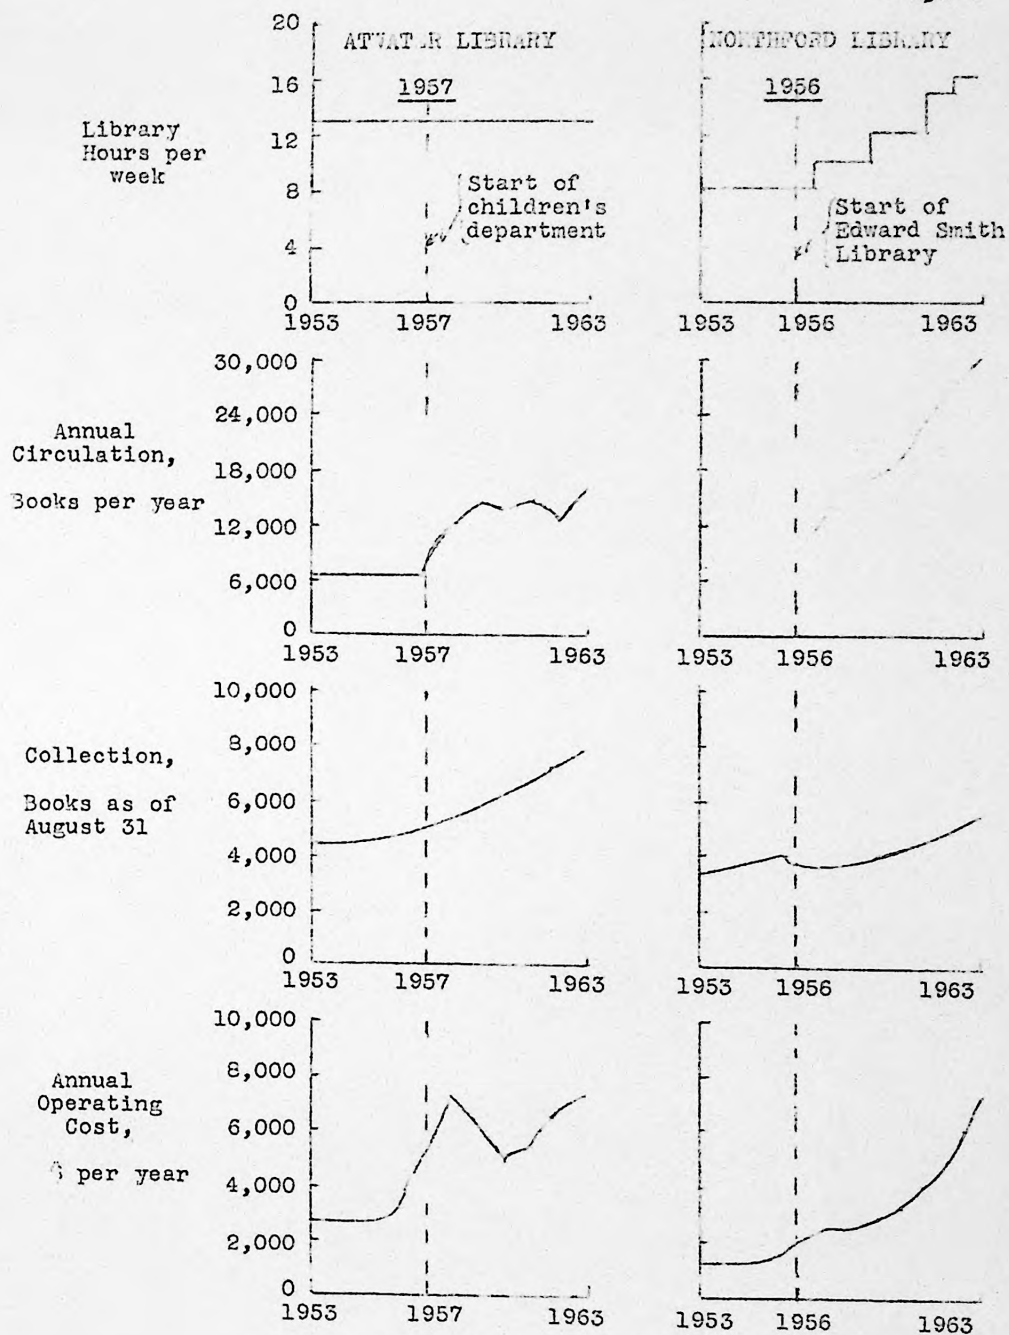 ATWATER LIBRARY
NORTHFORD LIBRARY
20
16
12
8
4
0
Library
Hours per
week
1957
Start of
children's
department
1953
1957
1963
1956
Start of
Edward Smith
Library
1953
1956
1963
Annual
Circulation,
Books per year
30,000
24,000
18,000
12,000
6,000
0
1953
1957
1963
1953
1956
1963
Collection,
Books as of
August 31
10,000
8,000
6,000
4,000
2,000
0
1953
1957
1963
1953
1956
1963
Annual
Operating
Cost,
$ per year
10,000
8,000
6,000
4,000
2,000
0
1953
1957
1963
1953
1956
1963